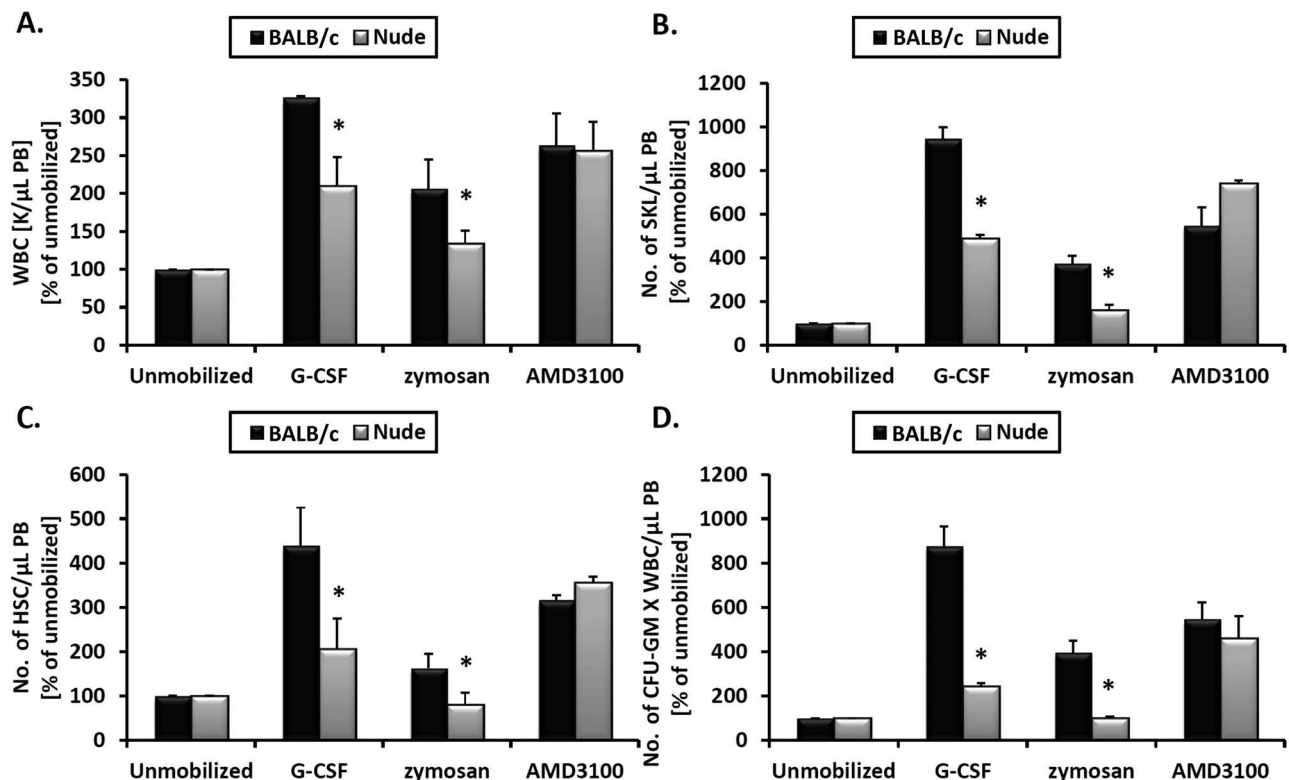 A.
BALB/c Nude
WBC [K/µL PB]
[% of unmobilized]
350
300
250
200
150
100
50
0
*
*
Unmobilized G-CSF zymosan AMD3100
B.
BALB/c Nude
No. of SKL/µL PB
[% of unmobilized]
1200
1000
800
600
400
200
0
*
*
Unmobilized G-CSF zymosan AMD3100
C.
BALB/c Nude
No. of HSC/µL PB
[% of unmobilized]
600
500
400
300
200
100
0
*
*
Unmobilized G-CSF zymosan AMD3100
D.
BALB/c Nude
No. of CFU-GM X WBC/µL PB
[% of unmobilized]
1200
1000
800
600
400
200
0
*
*
Unmobilized G-CSF zymosan AMD3100